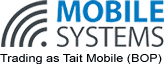 MOBILE
SYSTEMS
Trading as Tait Mobile (BOP)